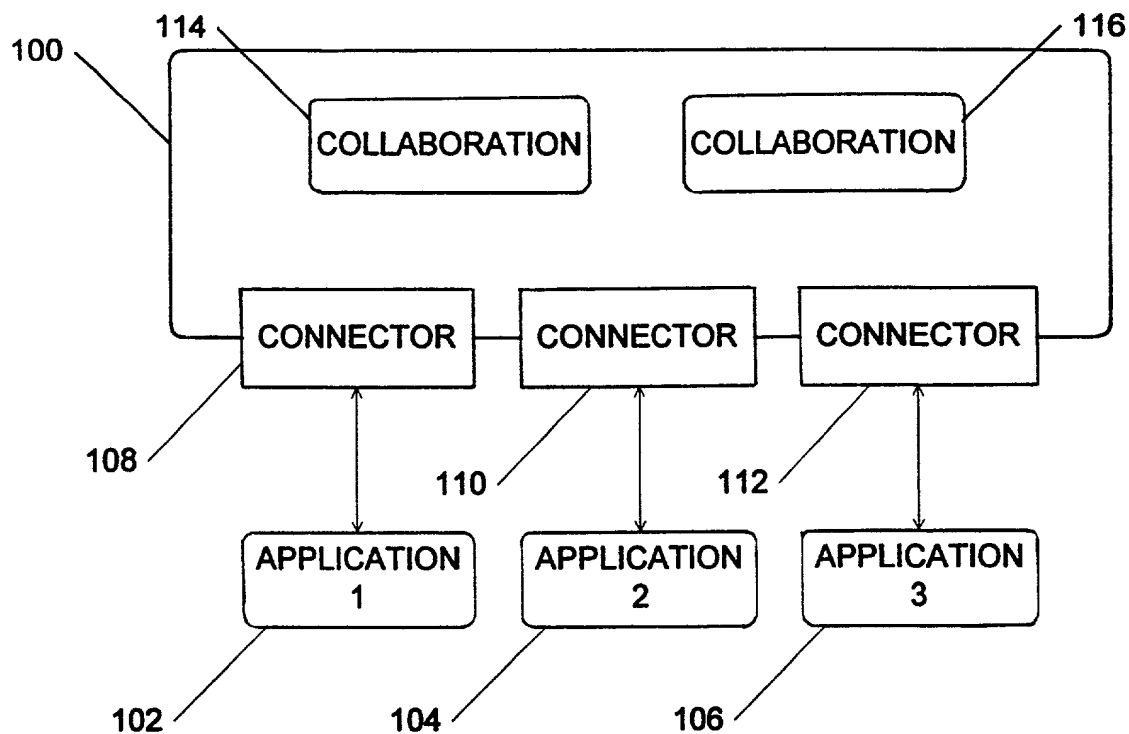 114
116
100
COLLABORATION
COLLABORATION
CONNECTOR
CONNECTOR
CONNECTOR
108
110
112
APPLICATION
1
APPLICATION
2
APPLICATION
3
102
104
106